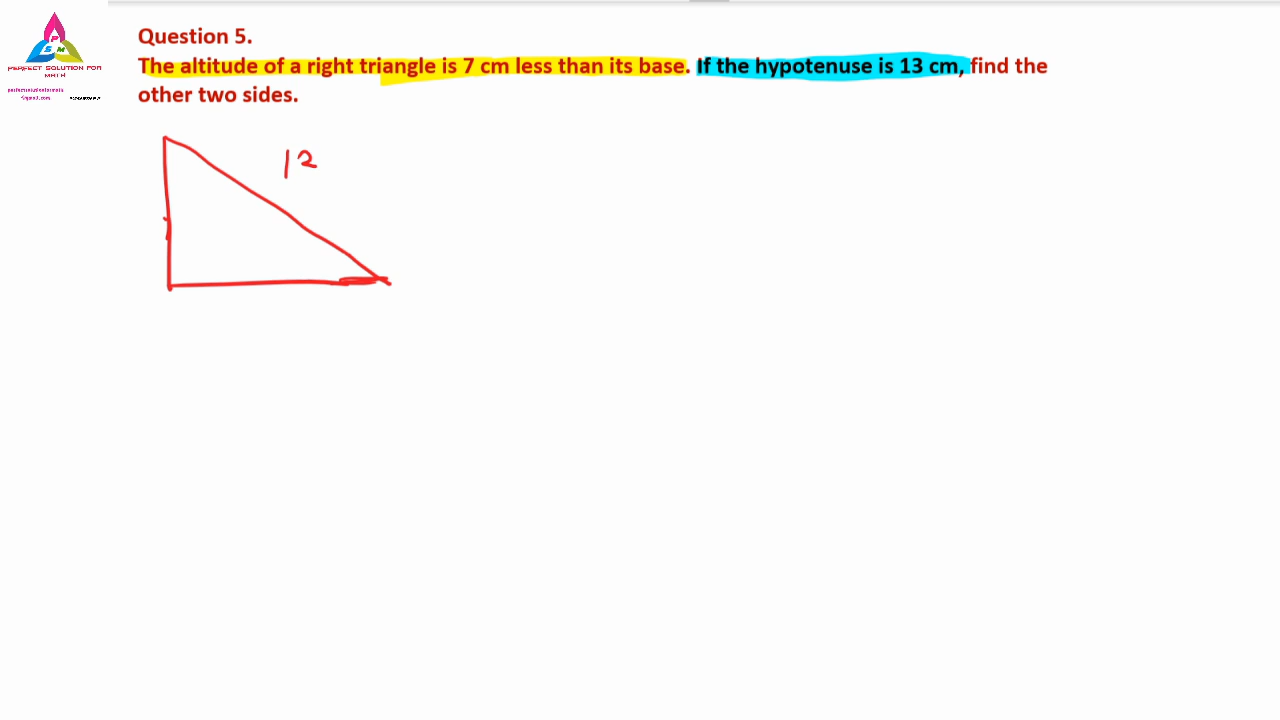 P
S M
PERFECT SOLUTION FOR
MATH
Question 5.
The altitude of a right triangle is 7 cm less than its base. If the hypotenuse is 13 cm, find the
other two sides.
12